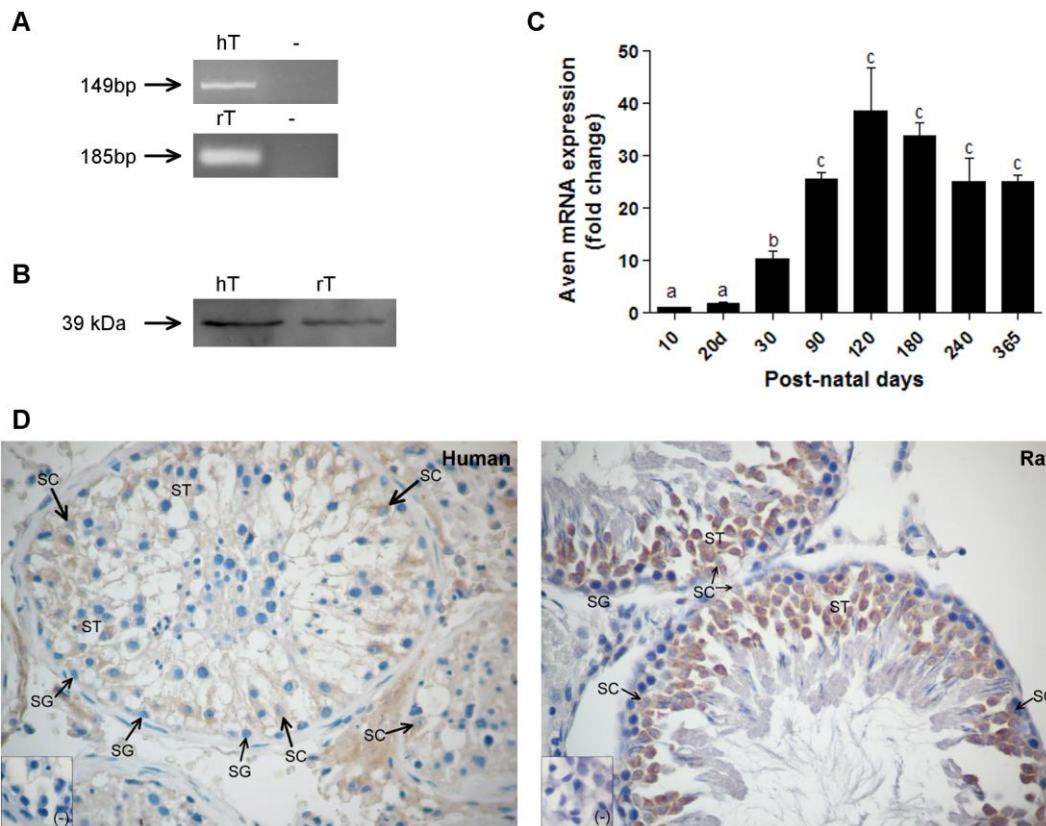 A
hT -
149bp
rT -
185bp
B
hT rT
39 kDa
C
Aven mRNA expression
(fold change)
50
40
30
20
10
0
a
a
b
c
c
c
c
c
10
20d
30
90
120
180
240
365
Post-natal days
D
Human
SC
SC
ST
ST
SG
SG
SG
SC
SC
(-)
Ra
ST
SC
SG
ST
SC
S
(-)